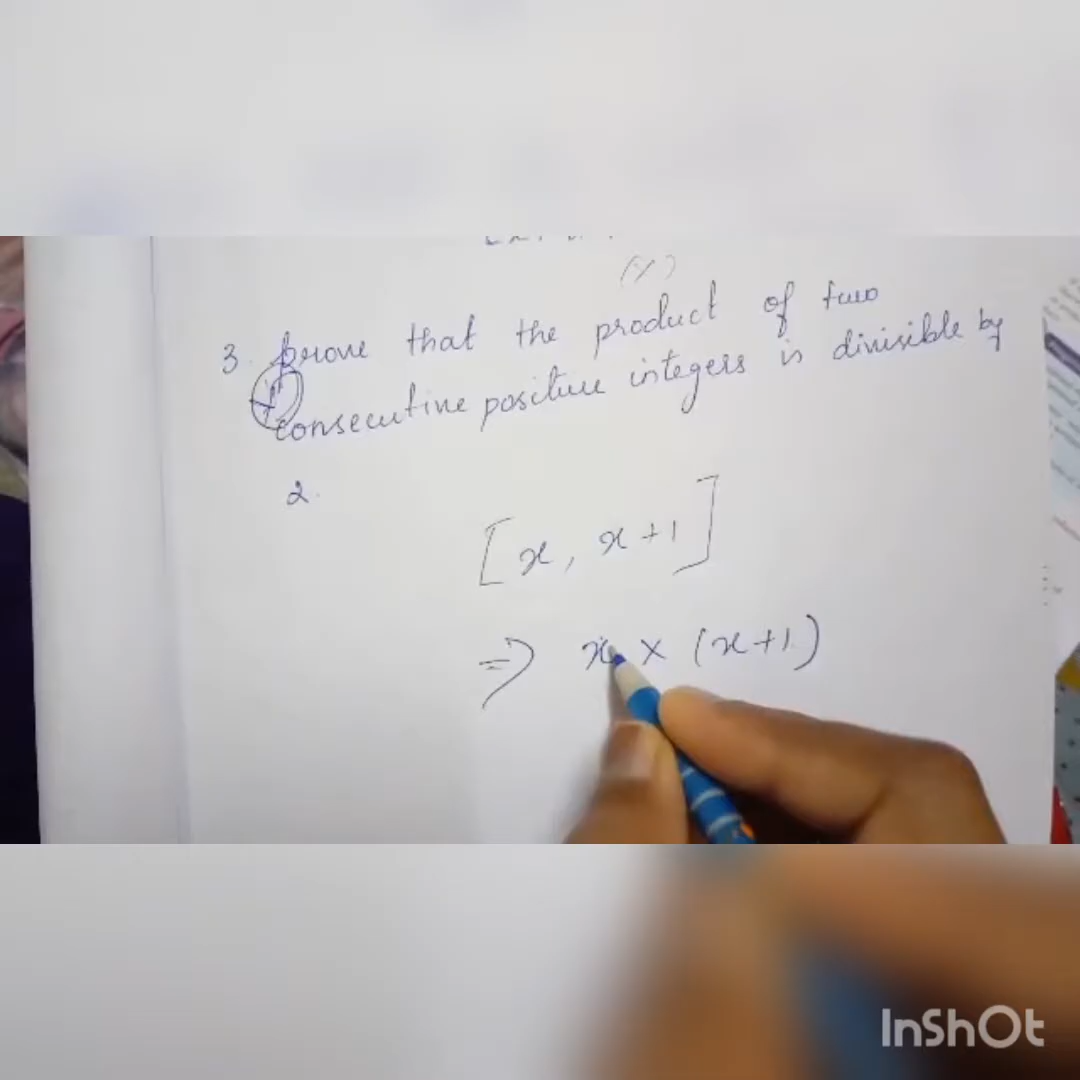 3. prove that the product of two
consecutive positive integers is divisible by
2.
[x, x+1]
=> x × (x+1)
InShOt